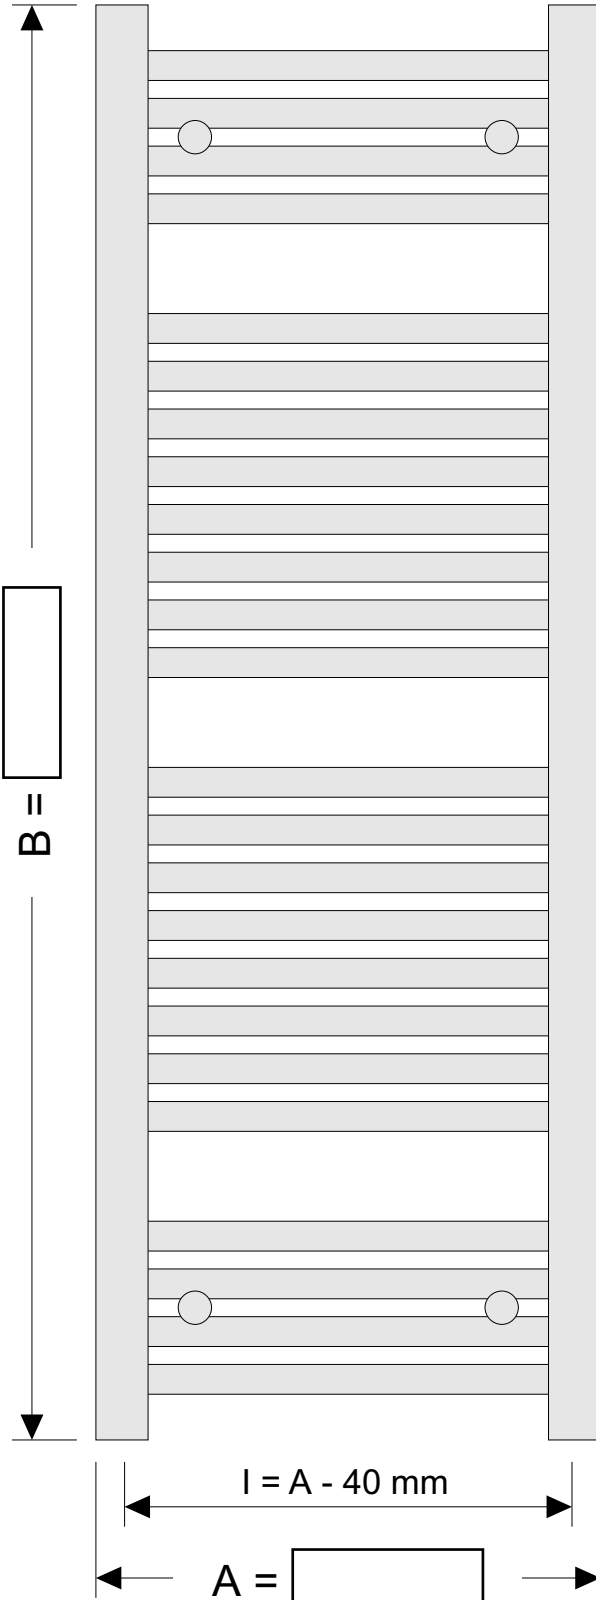 B =
I = A - 40 mm
A =